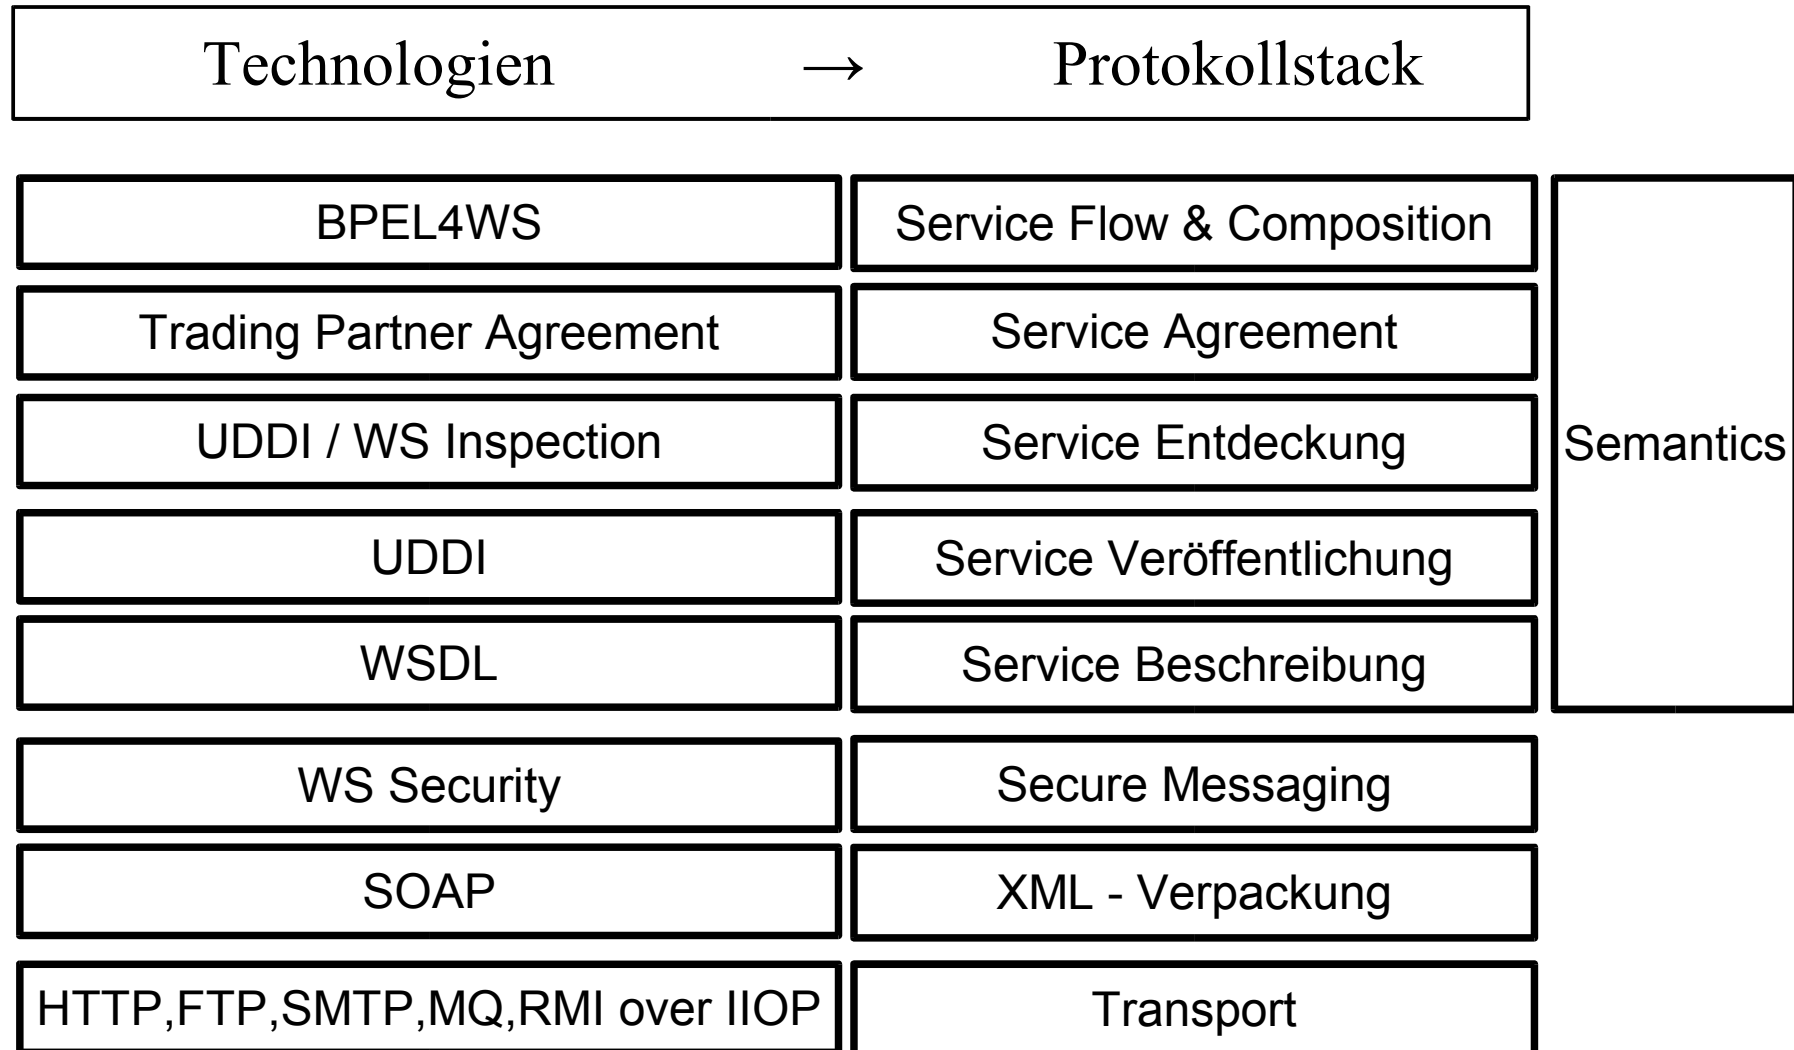 Technologien → Protokollstack
BPEL4WS Service Flow & Composition
Trading Partner Agreement Service Agreement
UDDI / WS Inspection Service Entdeckung
Semantics
UDDI Service Veröffentlichung
WSDL Service Beschreibung
WS Security Secure Messaging
SOAP XML - Verpackung
HTTP,FTP,SMTP,MQ,RMI over IIOP Transport